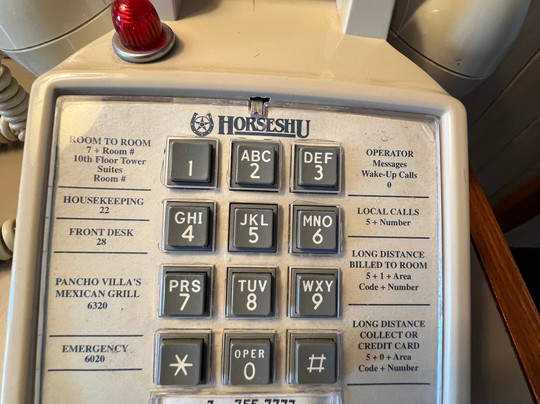 HORSESHU
ROOM TO ROOM
7 + Room #
10th Floor Tower
Suites
Room #
HOUSEKEEPING
22
FRONT DESK
28
PANCHO VILLA'S
MEXICAN GRILL
6320
EMERGENCY
6020
1
ABC
2
DEF
3
GHI
4
JKL
5
MNO
6
PRS
7
TUV
8
WXY
9
*
OPER
0
#
OPERATOR
Messages
Wake-Up Calls
0
LOCAL CALLS
5 + Number
LONG DISTANCE
BILLED TO ROOM
5 + 1 + Area
Code + Number
LONG DISTANCE
COLLECT OR
CREDIT CARD
5 + 0 + Area
Code + Number
755-7777